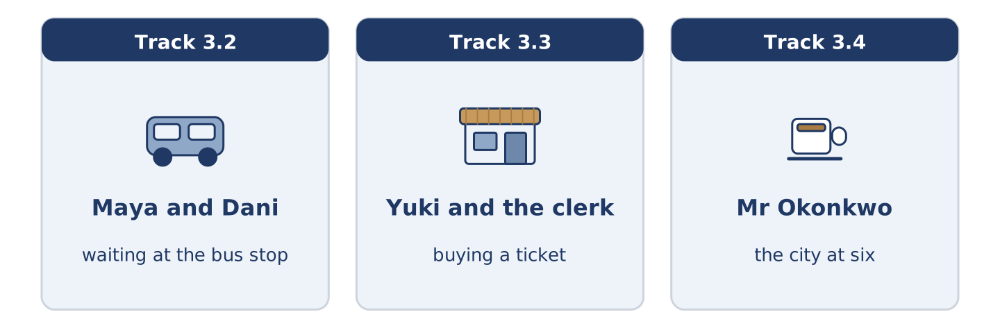 Track 3.2
Maya and Dani
waiting at the bus stop
Track 3.3
Yuki and the clerk
buying a ticket
Track 3.4
Mr Okonkwo
the city at six